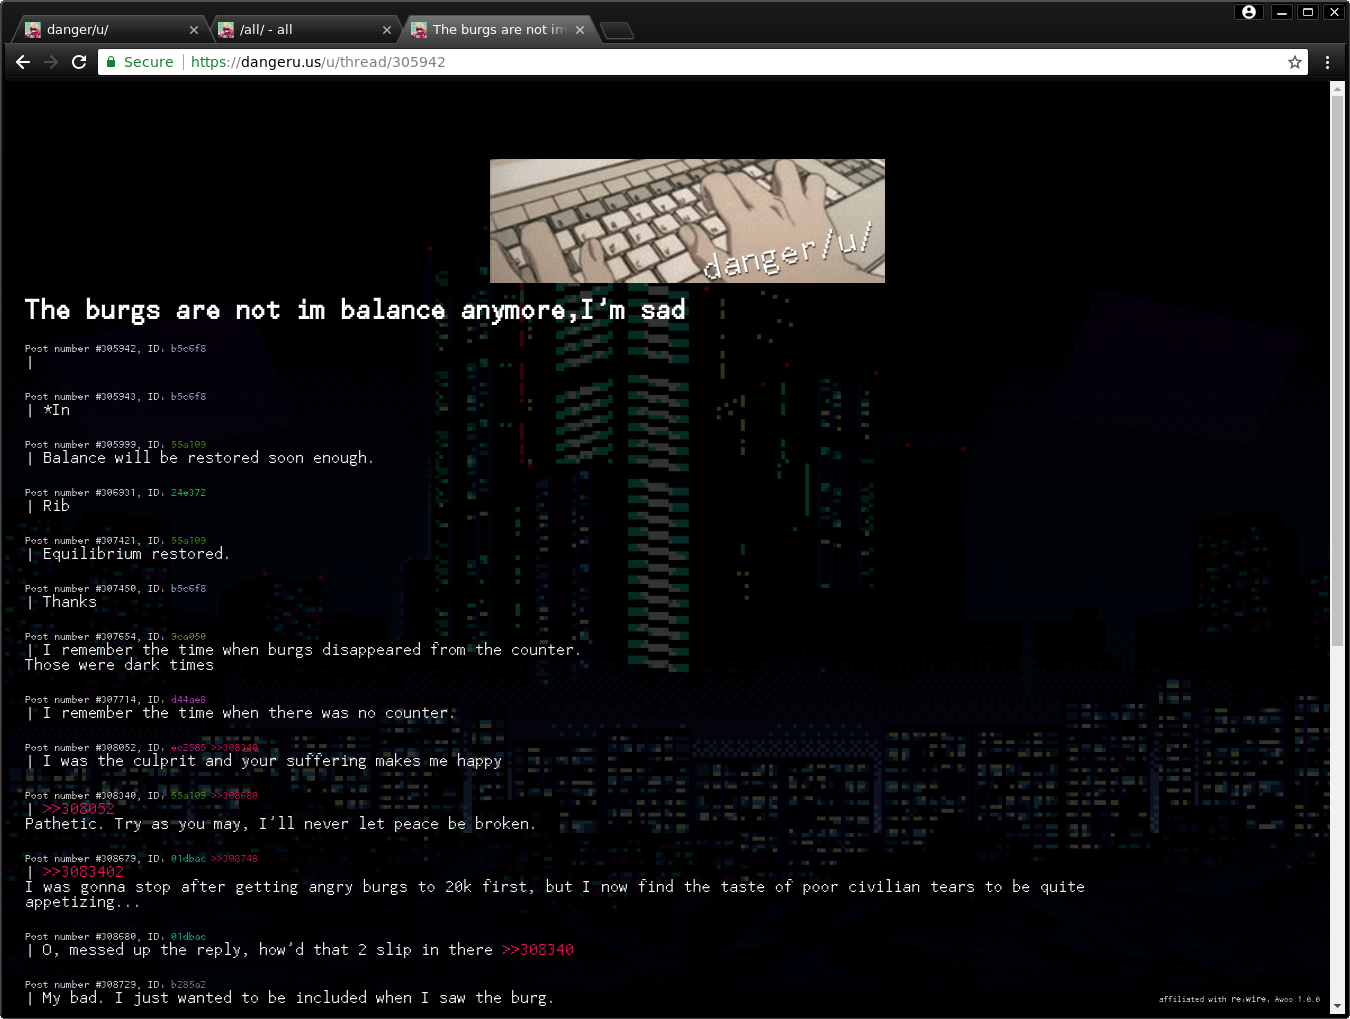 danger/u/
/all/ - all
The burgs are not im
Secure
https://dangeru.us/u/thread/305942
danger/u/
The burgs are not im balance anymore,I'm sad
Post number #305942, ID: b5c6f8
|
Post number #305943, ID: b5c6f8
| *In
Post number #305999, ID: 55a109
| Balance will be restored soon enough.
Post number #306931, ID: 24e372
| Rib
Post number #307421, ID: 55a109
| Equilibrium restored.
Post number #307450, ID: b5c6f8
| Thanks
Post number #307654, ID: 9ca050
| I remember the time when burgs disappeared from the counter.
Those were dark times
Post number #307714, ID: d44ae8
| I remember the time when there was no counter.
Post number #308052, ID: ec2585 >>308340
| I was the culprit and your suffering makes me happy
Post number #308340, ID: 55a109 >>308680
| >>308052
Pathetic. Try as you may, I'll never let peace be broken.
Post number #308679, ID: 01dbac >>308748
| >>3083402
I was gonna stop after getting angry burgs to 20k first, but I now find the taste of poor civilian tears to be quite
appetizing...
Post number #308680, ID: 01dbac
| O, messed up the reply, how'd that 2 slip in there >>308340
Post number #308729, ID: b285a2
| My bad. I just wanted to be included when I saw the burg.
affiliated with re:wire, Awoo 1.0.0